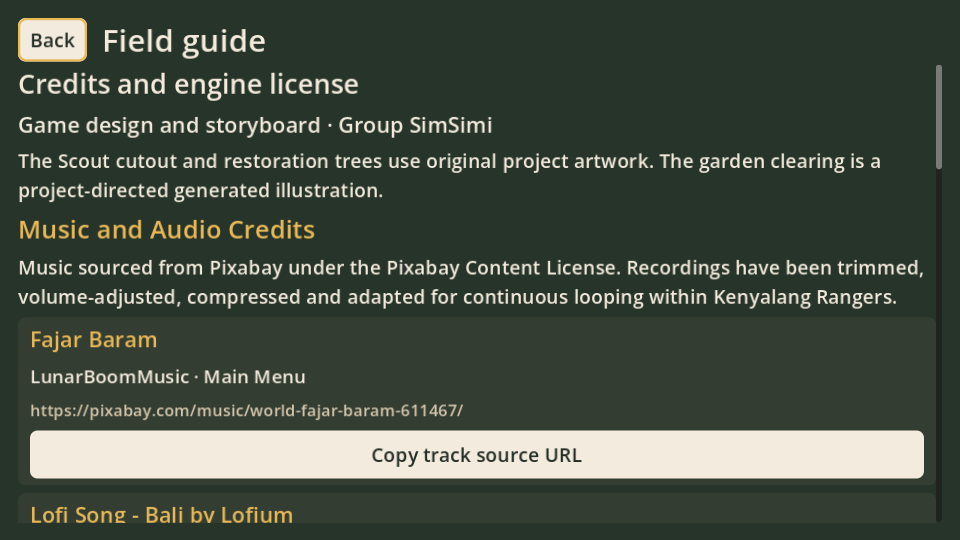 Back
Field guide
Credits and engine license
Game design and storyboard · Group SimSimi
The Scout cutout and restoration trees use original project artwork. The garden clearing is a
project-directed generated illustration.
Music and Audio Credits
Music sourced from Pixabay under the Pixabay Content License. Recordings have been trimmed,
volume-adjusted, compressed and adapted for continuous looping within Kenyalang Rangers.
Fajar Baram
LunarBoomMusic · Main Menu
https://pixabay.com/music/world-fajar-baram-611467/
Copy track source URL
Lofi Song - Bali by Lofium